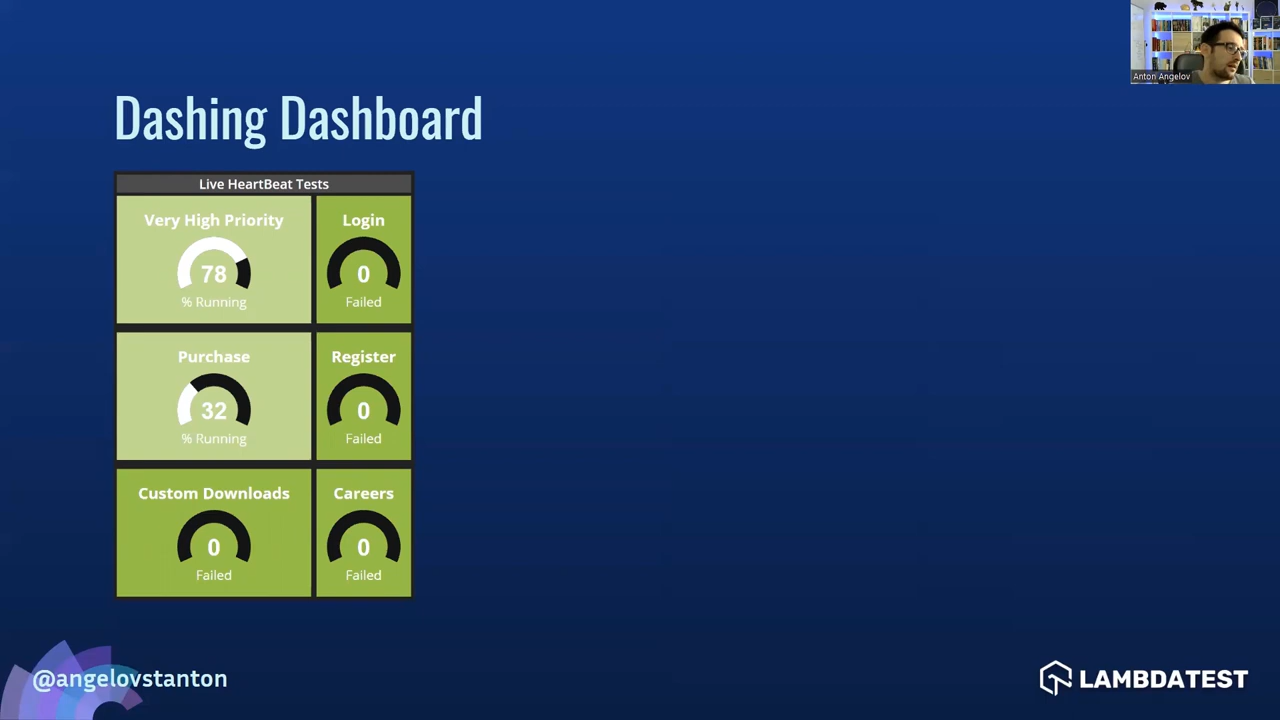 Anton Angelov
Dashing Dashboard
Live HeartBeat Tests
Very High Priority
78
% Running
Login
0
Failed
Purchase
32
% Running
Register
0
Failed
Custom Downloads
0
Failed
Careers
0
Failed
@angelovstanton
LAMBDATEST